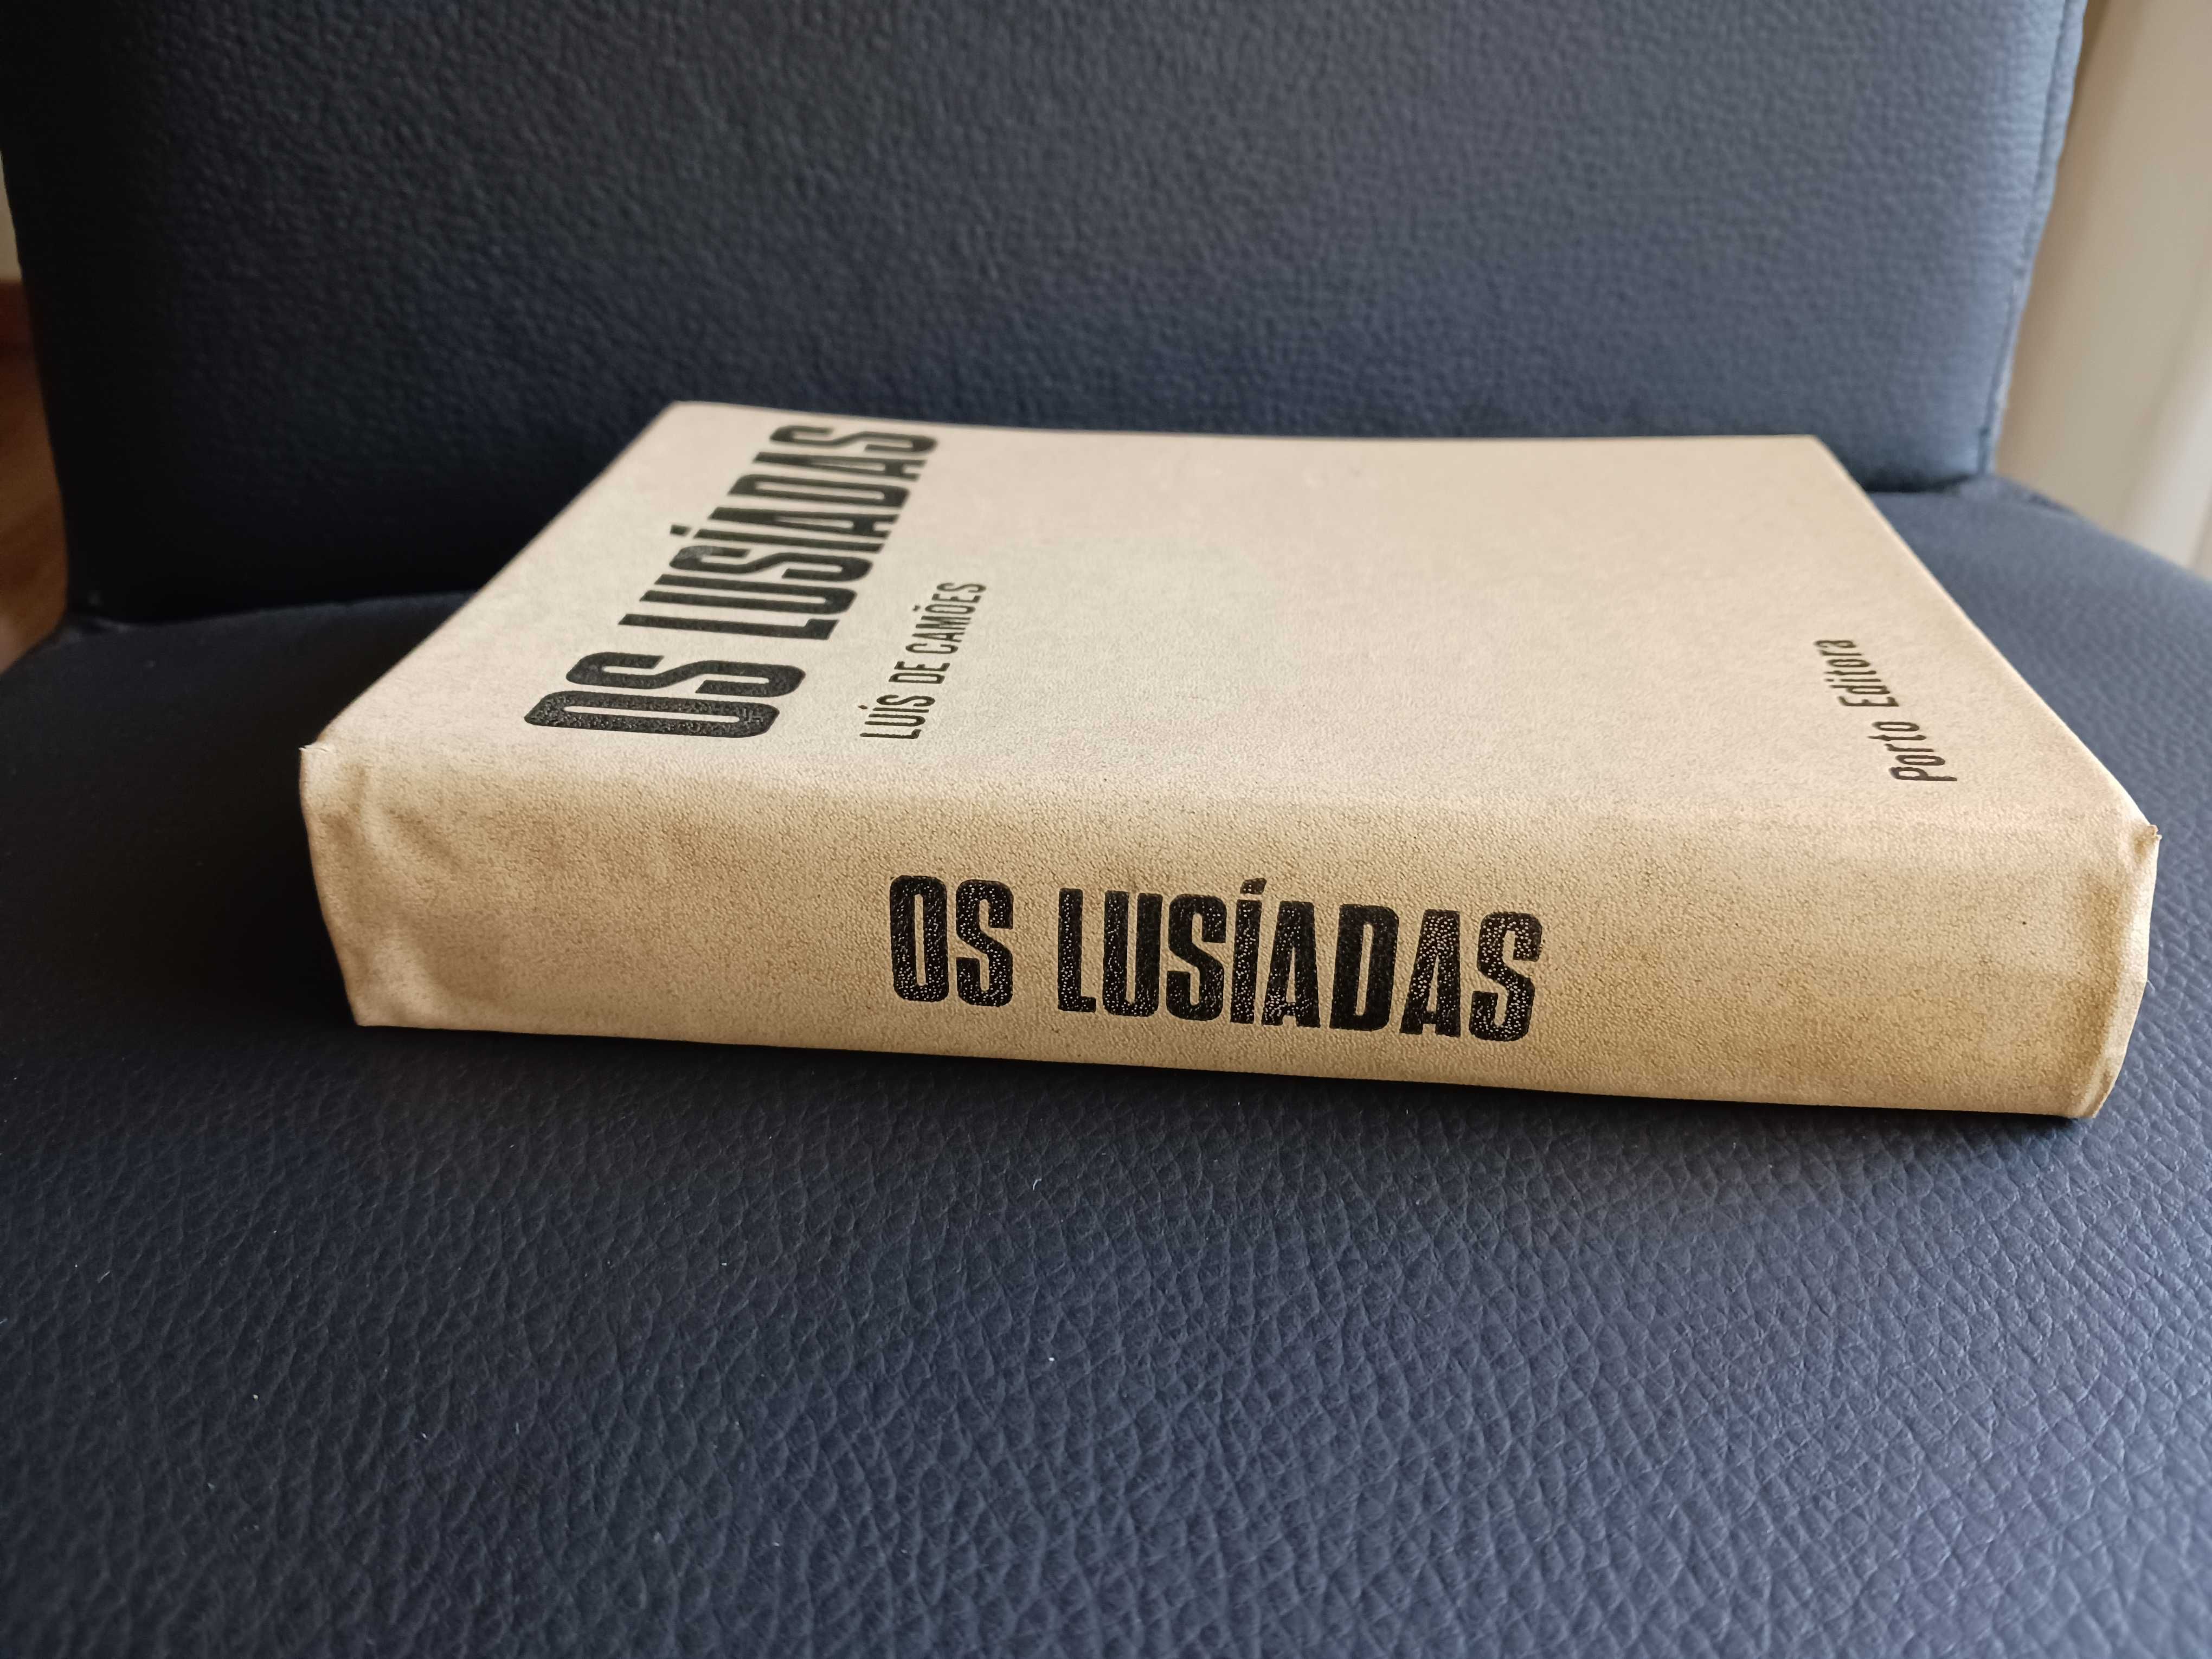 OS LUSÍADAS
LUÍS DE CAMÕES
Porto Editora
OS LUSÍADAS